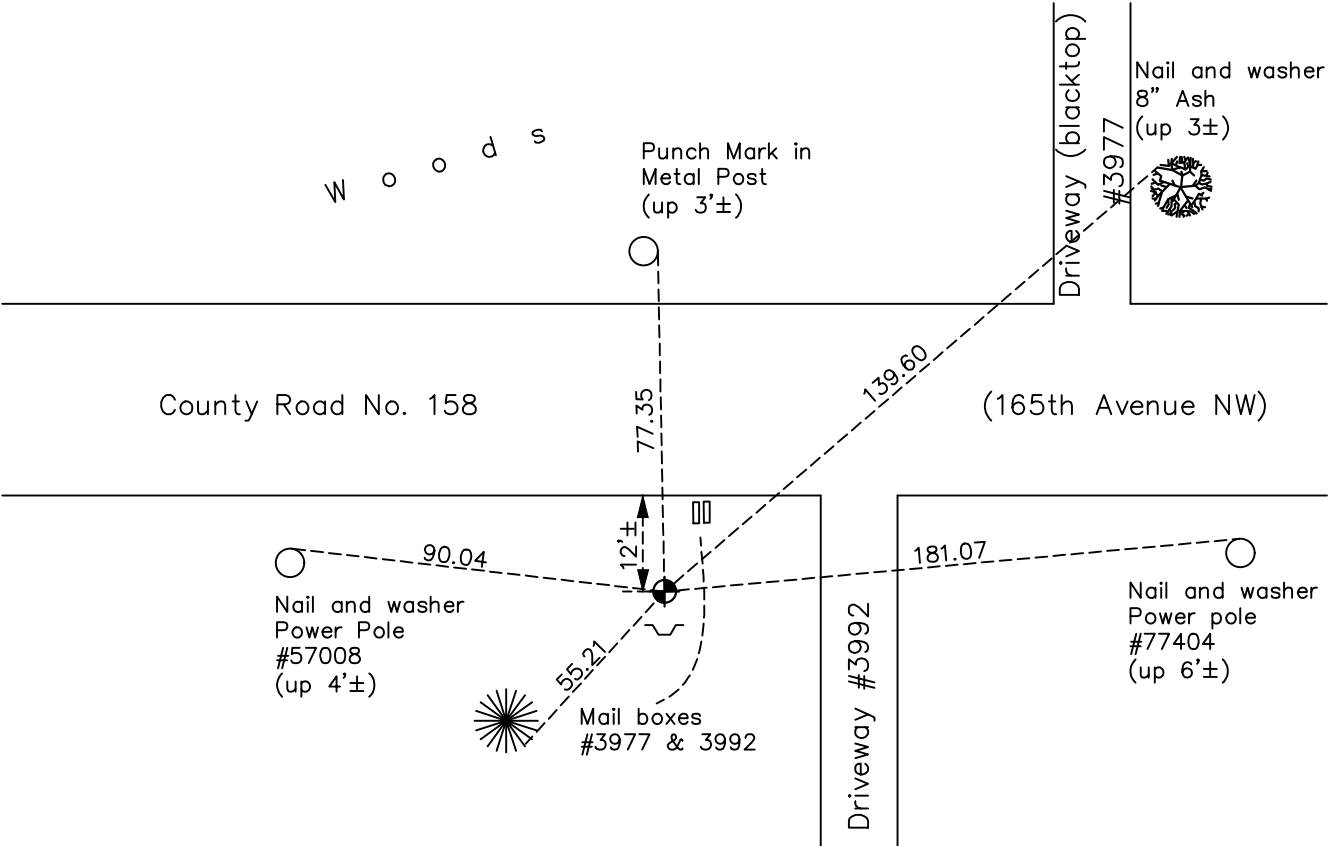 Nail and washer
8” Ash
(up 3±)
Driveway (blacktop)
#3977
Woods
Punch Mark in
Metal Post
(up 3’±)
139.60
77.35
County Road No. 158
(165th Avenue NW)
12’±
90.04
181.07
Nail and washer
Power Pole
#57008
(up 4’±)
Nail and washer
Power pole
#77404
(up 6’±)
55.21
Mail boxes
#3977 & 3992
Driveway #3992